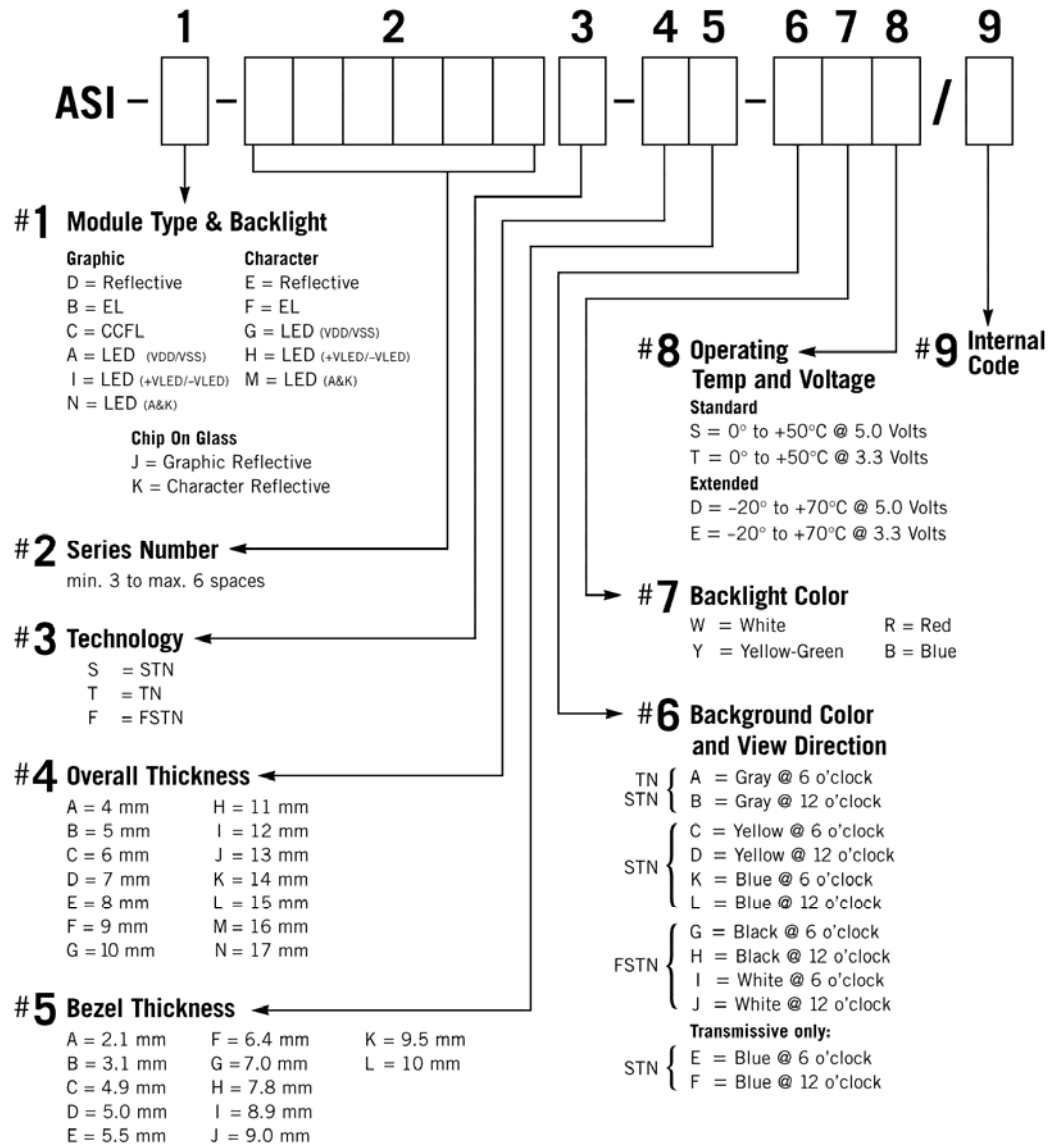 1 2 3 4 5 6 7 8 9
ASI – – – – /
#1 Module Type & Backlight
Graphic Character
D = Reflective E = Reflective
B = EL F = EL
C = CCFL G = LED (VDD/VSS)
A = LED (VDD/VSS) H = LED (+VLED/–VLED)
I = LED (+VLED/–VLED) M = LED (A&K)
N = LED (A&K)
Chip On Glass
J = Graphic Reflective
K = Character Reflective
#2 Series Number
min. 3 to max. 6 spaces
#3 Technology
S = STN
T = TN
F = FSTN
#4 Overall Thickness
A = 4 mm H = 11 mm
B = 5 mm I = 12 mm
C = 6 mm J = 13 mm
D = 7 mm K = 14 mm
E = 8 mm L = 15 mm
F = 9 mm M = 16 mm
G = 10 mm N = 17 mm
#5 Bezel Thickness
A = 2.1 mm F = 6.4 mm K = 9.5 mm
B = 3.1 mm G = 7.0 mm L = 10 mm
C = 4.9 mm H = 7.8 mm
D = 5.0 mm I = 8.9 mm
E = 5.5 mm J = 9.0 mm
#8 Operating
Temp and Voltage
Standard
S = 0° to +50°C @ 5.0 Volts
T = 0° to +50°C @ 3.3 Volts
Extended
D = –20° to +70°C @ 5.0 Volts
E = –20° to +70°C @ 3.3 Volts
#9 Internal
Code
#7 Backlight Color
W = White R = Red
Y = Yellow-Green B = Blue
#6 Background Color
and View Direction
TN A = Gray @ 6 o'clock
STN B = Gray @ 12 o'clock
C = Yellow @ 6 o'clock
D = Yellow @ 12 o'clock
STN
K = Blue @ 6 o'clock
L = Blue @ 12 o'clock
G = Black @ 6 o'clock
H = Black @ 12 o'clock
FSTN
I = White @ 6 o'clock
J = White @ 12 o'clock
Transmissive only:
E = Blue @ 6 o'clock
STN
F = Blue @ 12 o'clock